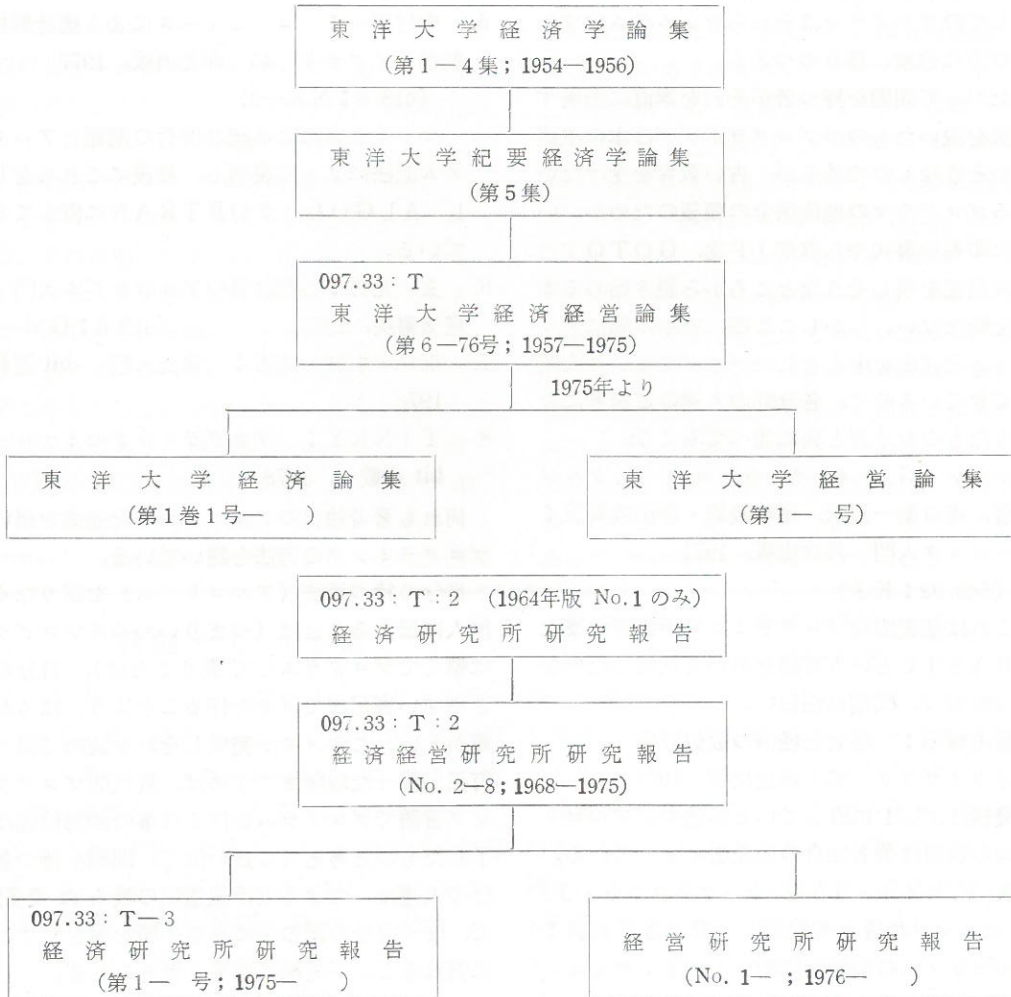 東洋大学経済学論集
(第1―4集；1954―1956)
東洋大学紀要経済学論集
(第5集)
097.33：T
東洋大学経済経営論集
(第6―76号；1957―1975)
1975年より
東洋大学経済論集
(第1巻1号― )
東洋大学経営論集
(第1― 号)
097.33：T：2 (1964年版 No.1のみ)
経済研究所研究報告
097.33：T：2
経済経営研究所研究報告
(No. 2―8；1968―1975)
097.33：T―3
経済研究所研究報告
(第1― 号；1975― )
経営研究所研究報告
(No. 1― ；1976― )